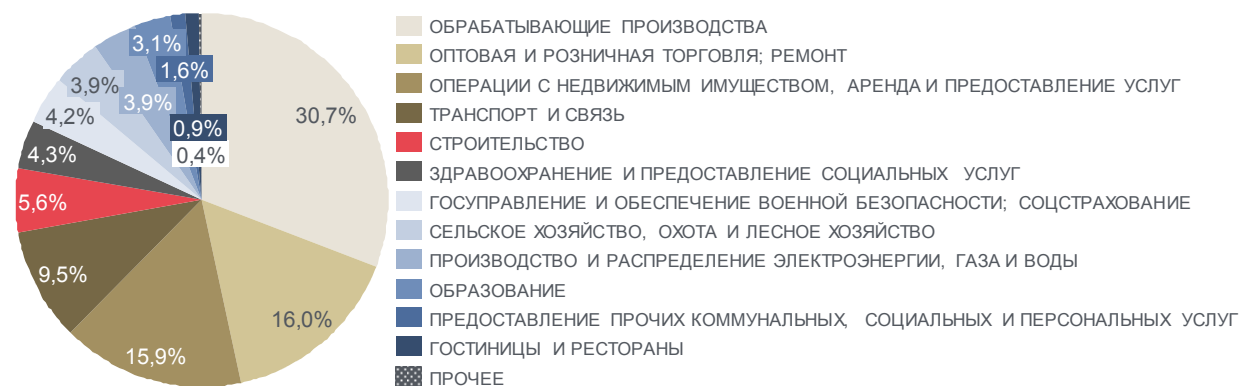 30,7%
16,0%
15,9%
9,5%
5,6%
4,3%
4,2%
3,9%
3,9%
3,1%
1,6%
0,9%
0,4%
ОБРАБАТЫВАЮЩИЕ ПРОИЗВОДСТВА
ОПТОВАЯ И РОЗНИЧНАЯ ТОРГОВЛЯ; РЕМОНТ
ОПЕРАЦИИ С НЕДВИЖИМЫМ ИМУЩЕСТВОМ, АРЕНДА И ПРЕДОСТАВЛЕНИЕ УСЛУГ
ТРАНСПОРТ И СВЯЗЬ
СТРОИТЕЛЬСТВО
ЗДРАВООХРАНЕНИЕ И ПРЕДОСТАВЛЕНИЕ СОЦИАЛЬНЫХ УСЛУГ
ГОСУПРАВЛЕНИЕ И ОБЕСПЕЧЕНИЕ ВОЕННОЙ БЕЗОПАСНОСТИ; СОЦСТРАХОВАНИЕ
СЕЛЬСКОЕ ХОЗЯЙСТВО, ОХОТА И ЛЕСНОЕ ХОЗЯЙСТВО
ПРОИЗВОДСТВО И РАСПРЕДЕЛЕНИЕ ЭЛЕКТРОЭНЕРГИИ, ГАЗА И ВОДЫ
ОБРАЗОВАНИЕ
ПРЕДОСТАВЛЕНИЕ ПРОЧИХ КОММУНАЛЬНЫХ, СОЦИАЛЬНЫХ И ПЕРСОНАЛЬНЫХ УСЛУГ
ГОСТИНИЦЫ И РЕСТОРАНЫ
ПРОЧЕЕ